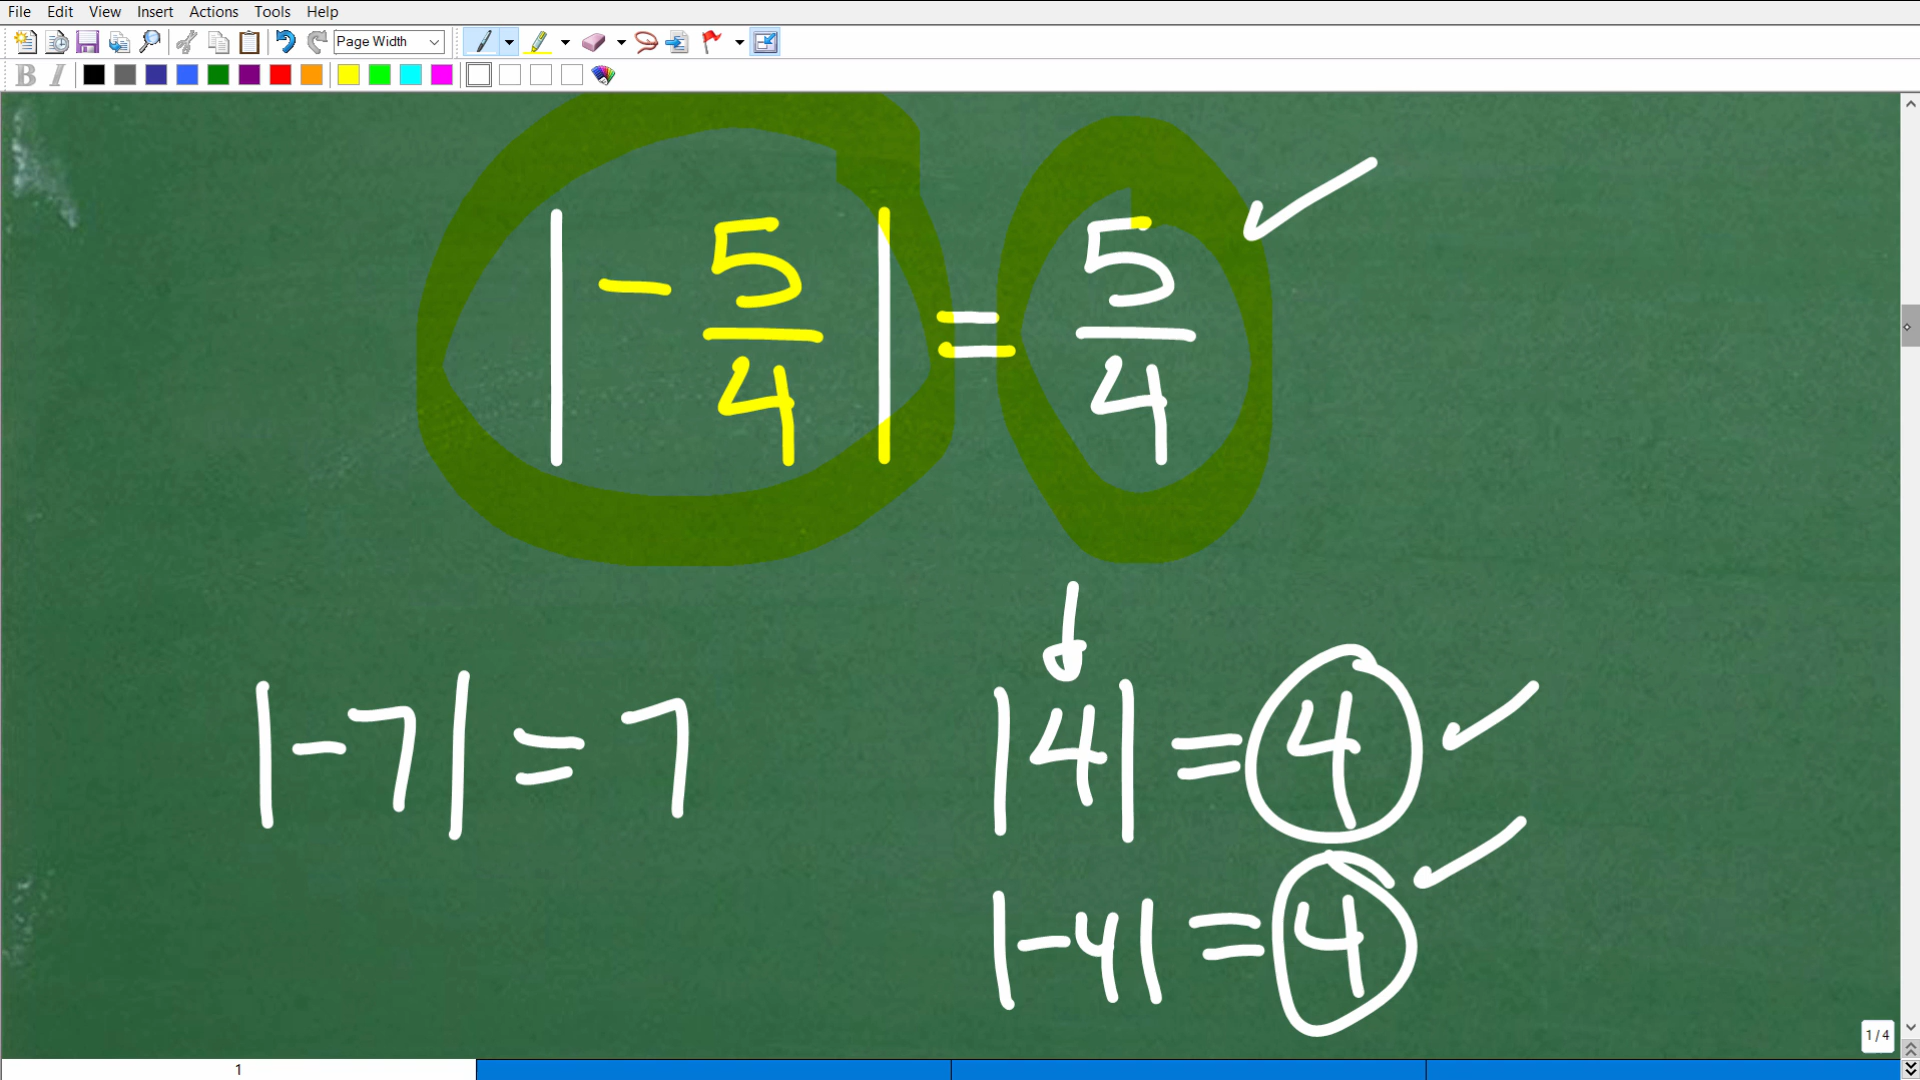 File Edit View Insert Actions Tools Help
Page Width
B I
|-5/4| = 5/4
|-7| = 7
|4| = 4
|-4| = 4
1 / 4
1